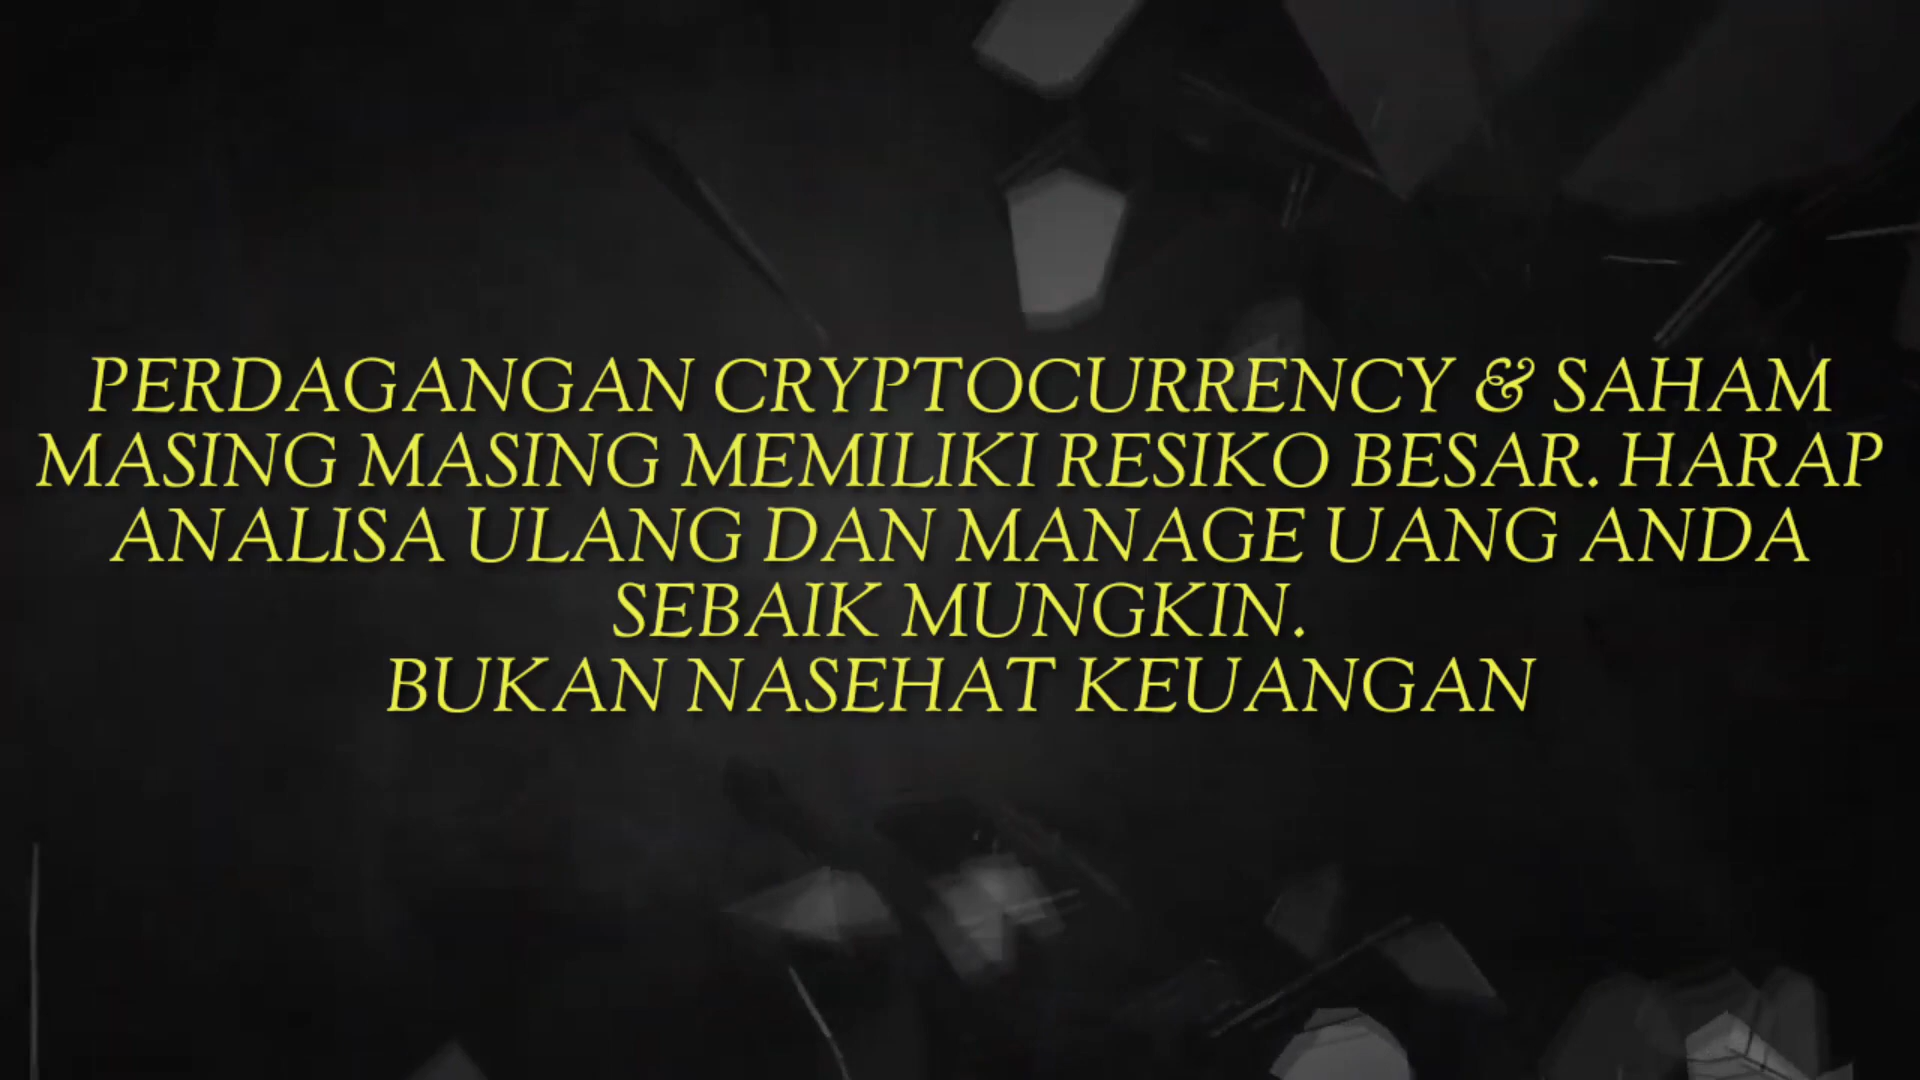 PERDAGANGAN CRYPTOCURRENCY & SAHAM
MASING MASING MEMILIKI RESIKO BESAR. HARAP
ANALISA ULANG DAN MANAGE UANG ANDA
SEBAIK MUNGKIN.
BUKAN NASEHAT KEUANGAN